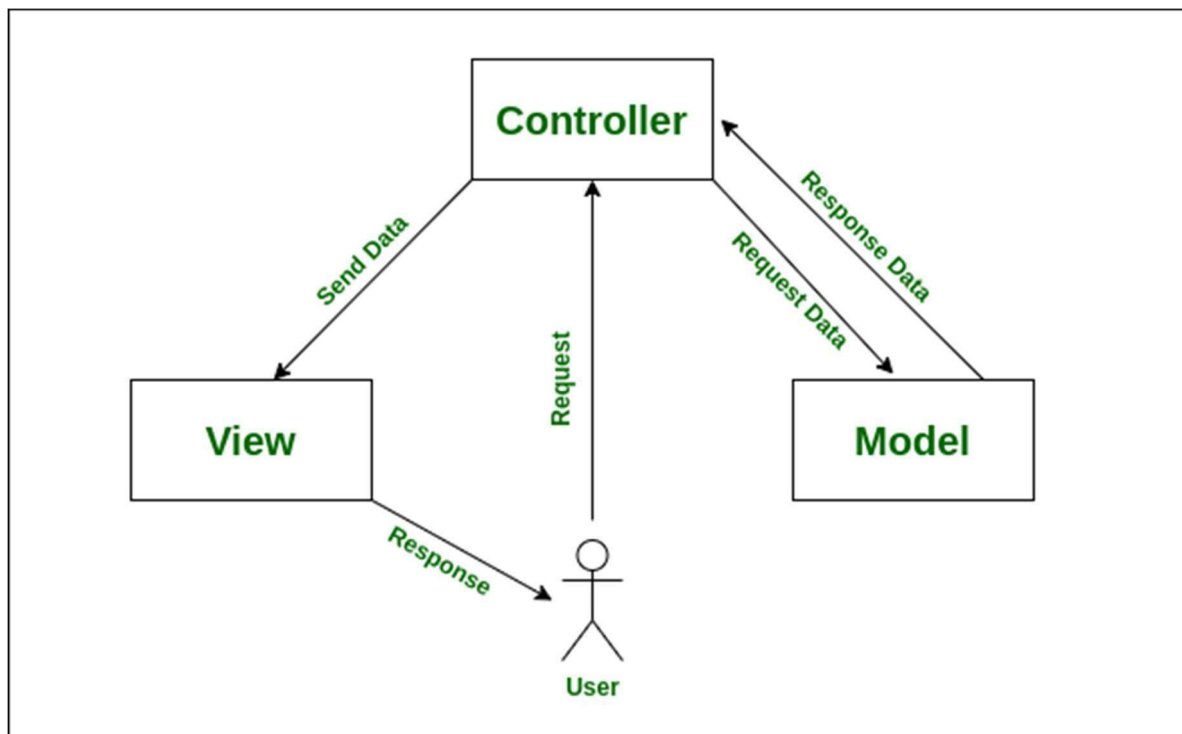 Controller
Send Data
Request
Request Data
Response Data
View
Model
Response
User